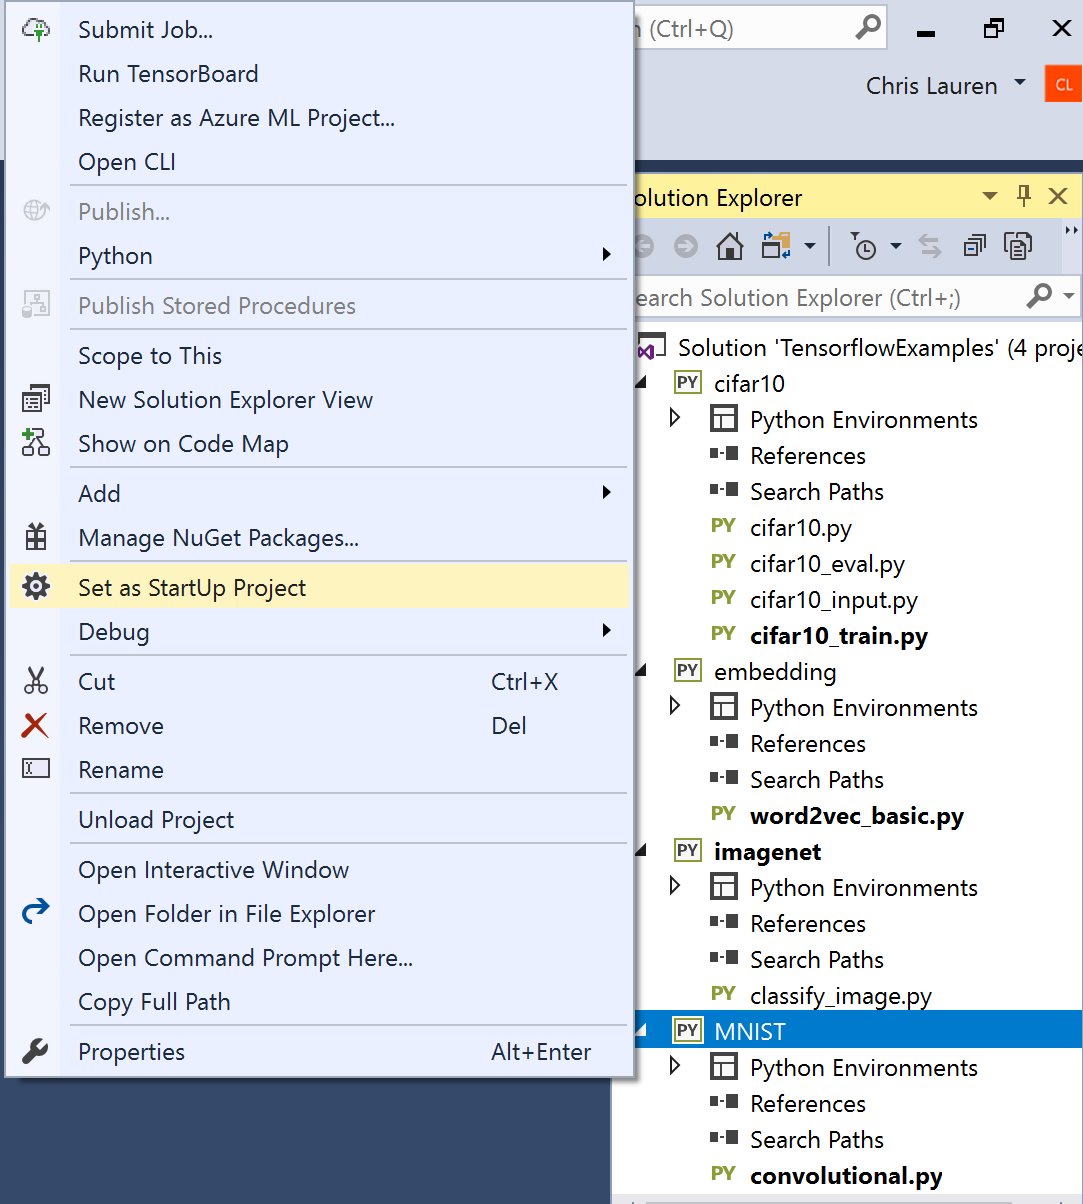 Submit Job...
Run TensorBoard
Register as Azure ML Project...
Open CLI
Publish...
Python
Publish Stored Procedures
Scope to This
New Solution Explorer View
Show on Code Map
Add
Manage NuGet Packages...
Set as StartUp Project
Debug
Cut Ctrl+X
Remove Del
Rename
Unload Project
Open Interactive Window
Open Folder in File Explorer
Open Command Prompt Here...
Copy Full Path
Properties Alt+Enter
(Ctrl+Q)
Chris Lauren CL
olution Explorer
earch Solution Explorer (Ctrl+;)
Solution 'TensorflowExamples' (4 proje
PY cifar10
Python Environments
References
Search Paths
PY cifar10.py
PY cifar10_eval.py
PY cifar10_input.py
PY cifar10_train.py
PY embedding
Python Environments
References
Search Paths
PY word2vec_basic.py
PY imagenet
Python Environments
References
Search Paths
PY classify_image.py
PY MNIST
Python Environments
References
Search Paths
PY convolutional.py